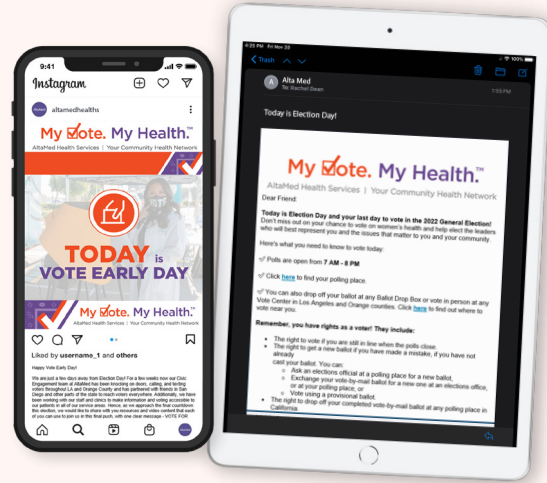 9:41
Instagram
altamedhealths
My Vote. My Health.™
AltaMed Health Services | Your Community Health Network
TODAY is
VOTE EARLY DAY
My Vote. My Health.™
AltaMed Health Services | Your Community Health Network
Liked by username_1 and others
Happy Vote Early Day!
We are just a few days away from Election Day! For a few weeks now our Civic
Engagement team at AltaMed has been knocking on doors, calling, and texting
voters throughout LA and Orange County and has partnered with friends in San
Diego and other parts of the state to reach voters everywhere. Additionally, we have
been working with our staff and clinics to make information and voting accessible to
our patients in all of our service areas. Hence, as we approach the final countdown
this election, we would like to share with you resources and video content that each
of you can use to join us in this final push, with one clear message - VOTE FOR
6:25 PM Fri Nov 20
100%
Trash
A
Alta Med
To: Rachel Dean
1:55 PM
Today is Election Day!
My Vote. My Health.™
AltaMed Health Services | Your Community Health Network
Dear Friend:
Today is Election Day and your last day to vote in the 2022 General Election!
Don't miss out on your chance to vote on women's health and help elect the leaders
who will best represent you and the issues that matter to you and your community.
Here's what you need to know to vote today:
✓ Polls are open from 7 AM - 8 PM
✓ Click here to find your polling place.
✓ You can also drop off your ballot at any Ballot Drop Box or vote in person at any
Vote Center in Los Angeles and Orange counties. Click here to find out where to
vote near you.
Remember, you have rights as a voter! They include:
• The right to vote if you are still in line when the polls close.
• The right to get a new ballot if you have made a mistake, if you have not
already
cast your ballot. You can:
o Ask an elections official at a polling place for a new ballot,
o Exchange your vote-by-mail ballot for a new one at an elections office,
or at your polling place, or
o Vote using a provisional ballot.
• The right to drop off your completed vote-by-mail ballot at any polling place in
California.